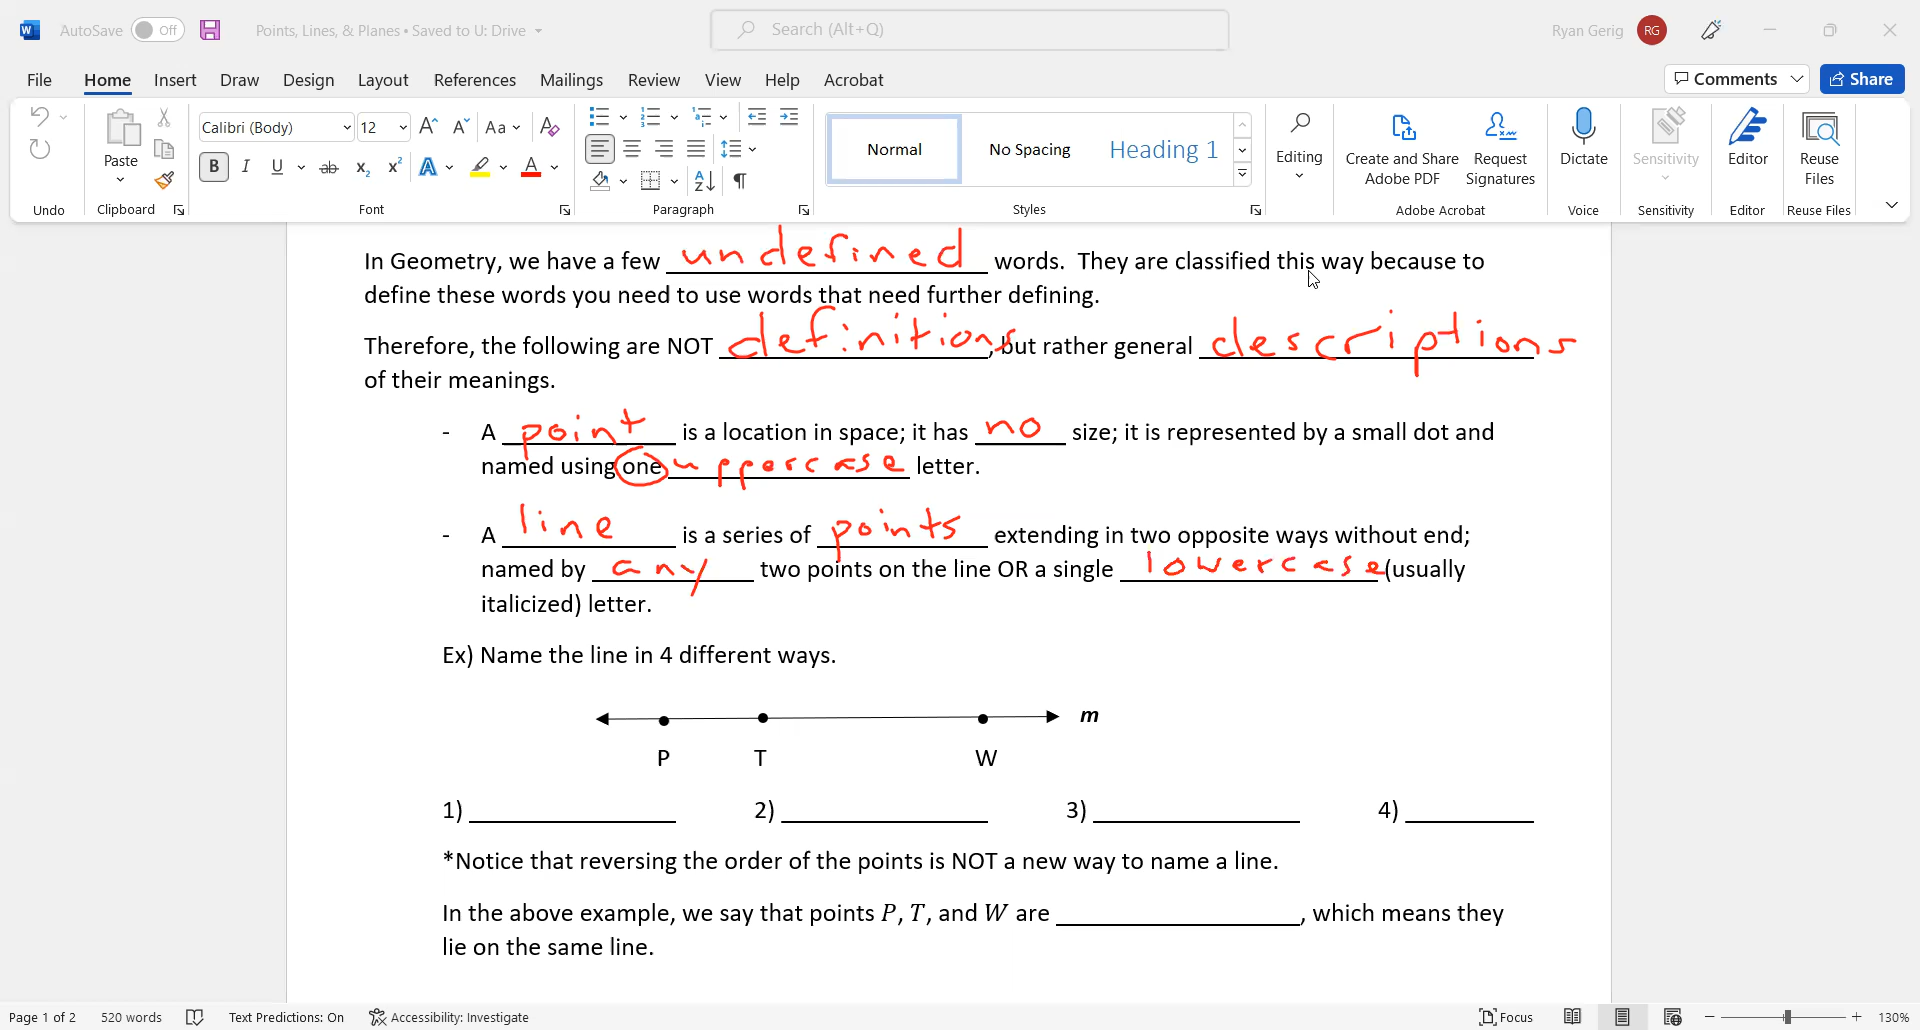 AutoSave Off Points, Lines, & Planes • Saved to U: Drive Search (Alt+Q) Ryan Gerig RG
File Home Insert Draw Design Layout References Mailings Review View Help Acrobat Comments Share
Calibri (Body) 12 Aa
Paste B I U ab x₂ x² A A Normal No Spacing Heading 1 Editing Create and Share Adobe PDF Request Signatures Dictate Sensitivity Editor Reuse Files
Undo Clipboard Font Paragraph Styles Adobe Acrobat Voice Sensitivity Editor Reuse Files
In Geometry, we have a few undefined words. They are classified this way because to
define these words you need to use words that need further defining.
Therefore, the following are NOT definitions, but rather general descriptions
of their meanings.
- A point is a location in space; it has no size; it is represented by a small dot and
named using one uppercase letter.
- A line is a series of points extending in two opposite ways without end;
named by any two points on the line OR a single lowercase (usually
italicized) letter.
Ex) Name the line in 4 different ways.
m
P T W
1) 2) 3) 4)
*Notice that reversing the order of the points is NOT a new way to name a line.
In the above example, we say that points P, T, and W are ____________, which means they
lie on the same line.
Page 1 of 2 520 words Text Predictions: On Accessibility: Investigate Focus 130%